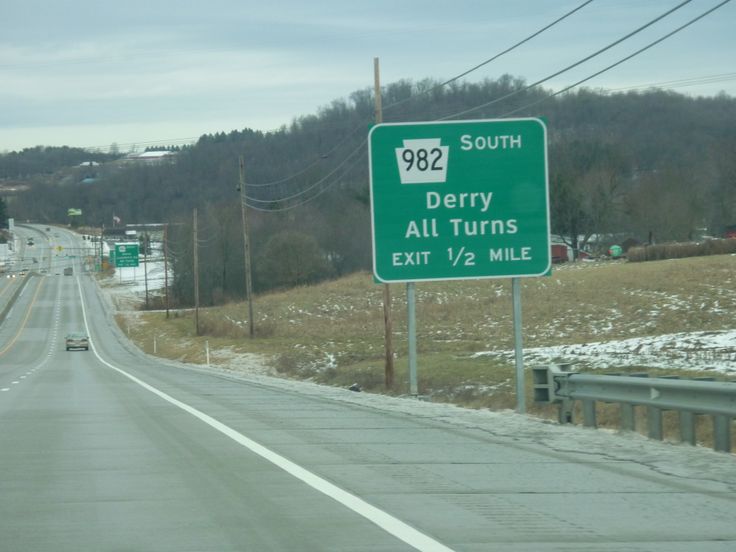 982 SOUTH
Derry
All Turns
EXIT 1/2 MILE